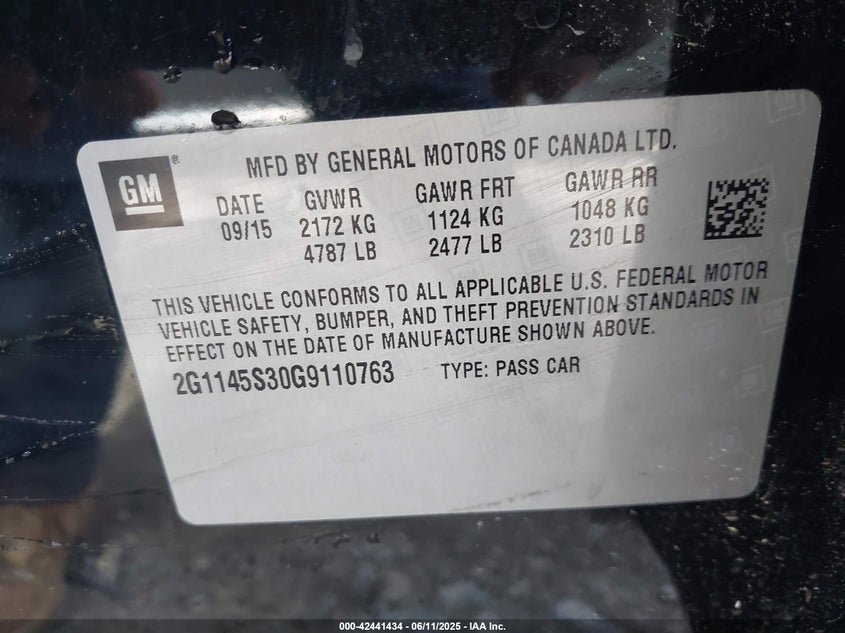 GM®
MFD BY GENERAL MOTORS OF CANADA LTD.
DATE GVWR GAWR FRT GAWR RR
09/15 2172 KG 1124 KG 1048 KG
4787 LB 2477 LB 2310 LB
THIS VEHICLE CONFORMS TO ALL APPLICABLE U.S. FEDERAL MOTOR
VEHICLE SAFETY, BUMPER, AND THEFT PREVENTION STANDARDS IN
EFFECT ON THE DATE OF MANUFACTURE SHOWN ABOVE.
2G1145S30G9110763 TYPE: PASS CAR
000-42441434 - 06/11/2025 - IAA Inc.